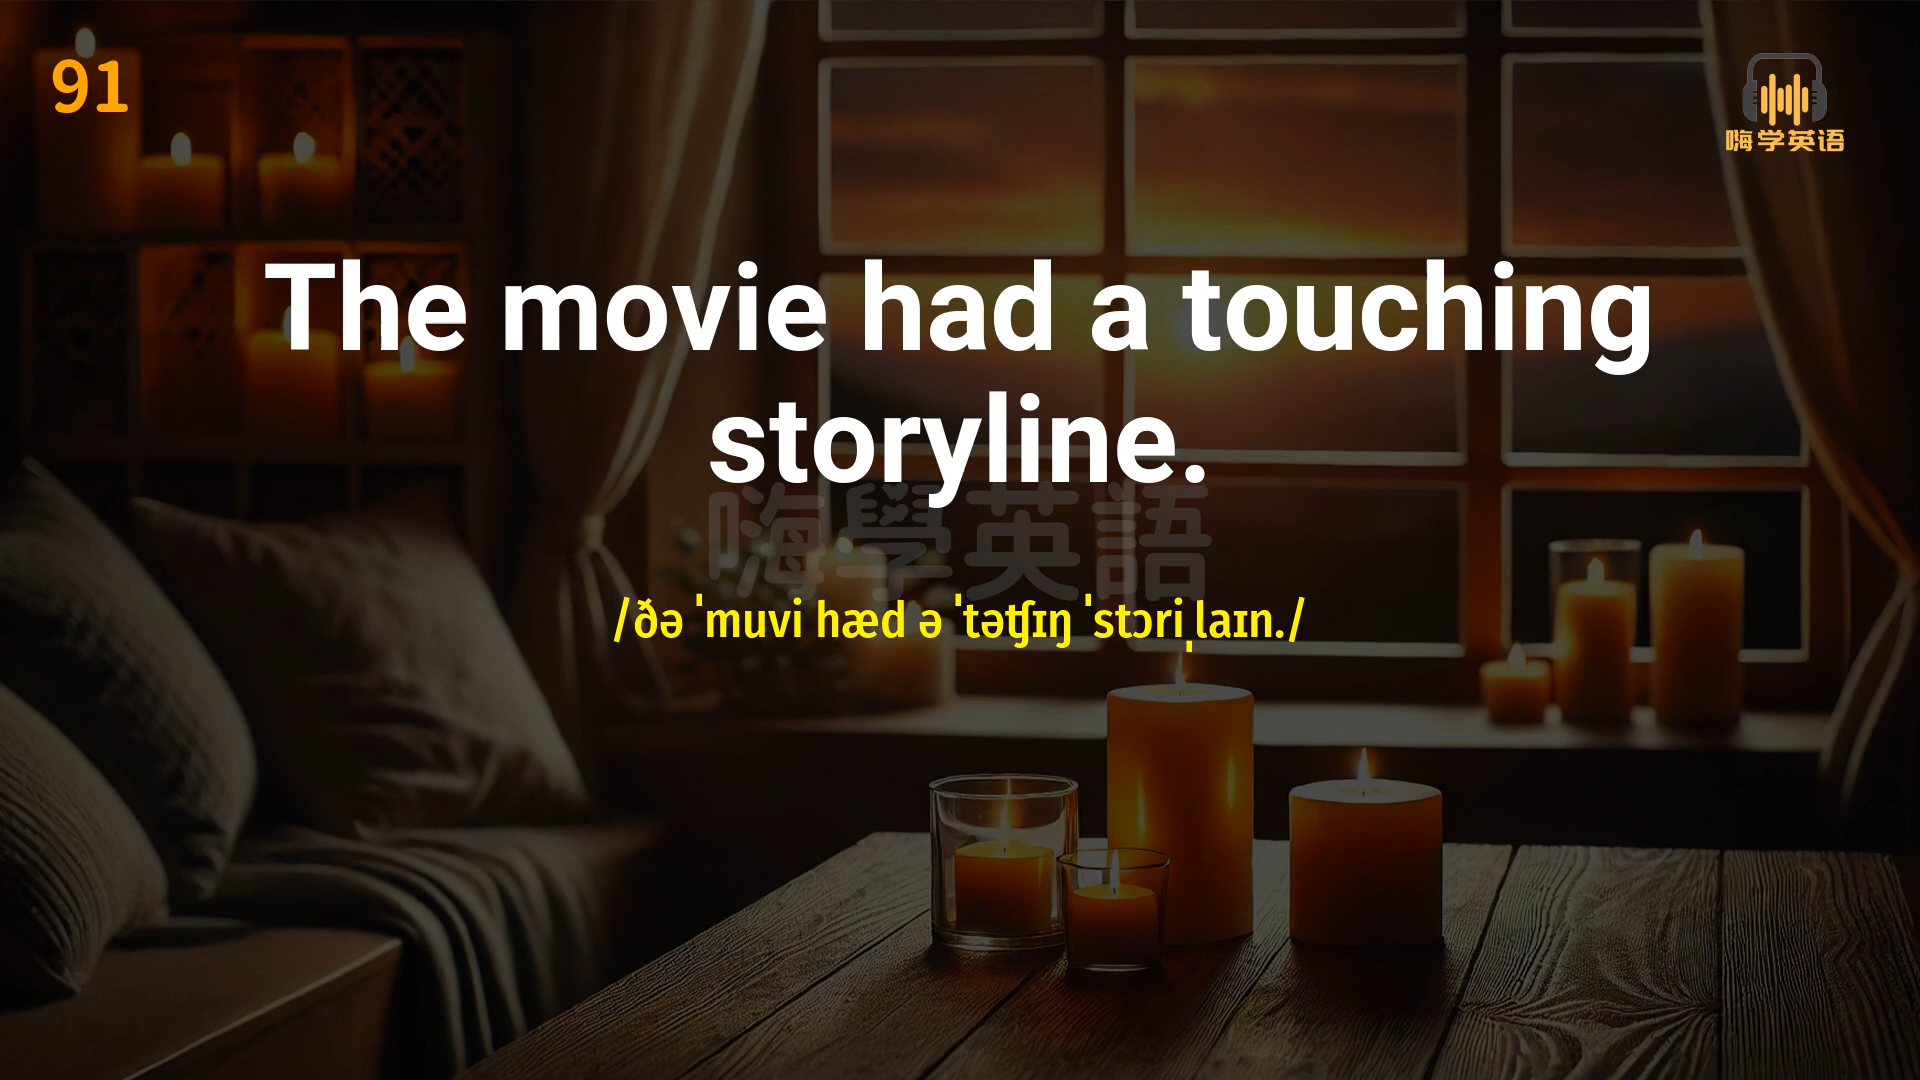 91
嗨学英语
The movie had a touching
storyline.
嗨學英語
/ðə ˈmuvi hæd ə ˈtəʧɪŋ ˈstɔriˌlaɪn./